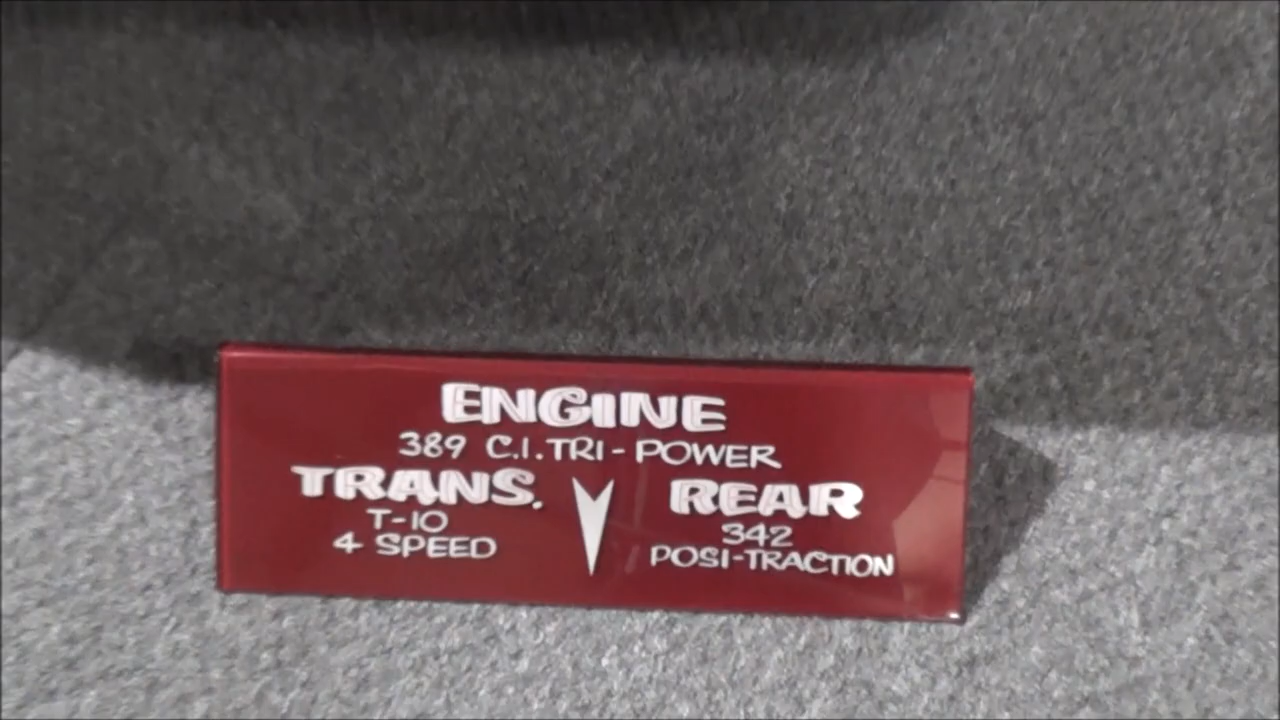 ENGINE
389 C.I. TRI-POWER
TRANS.
T-10
4 SPEED
REAR
342
POSI-TRACTION